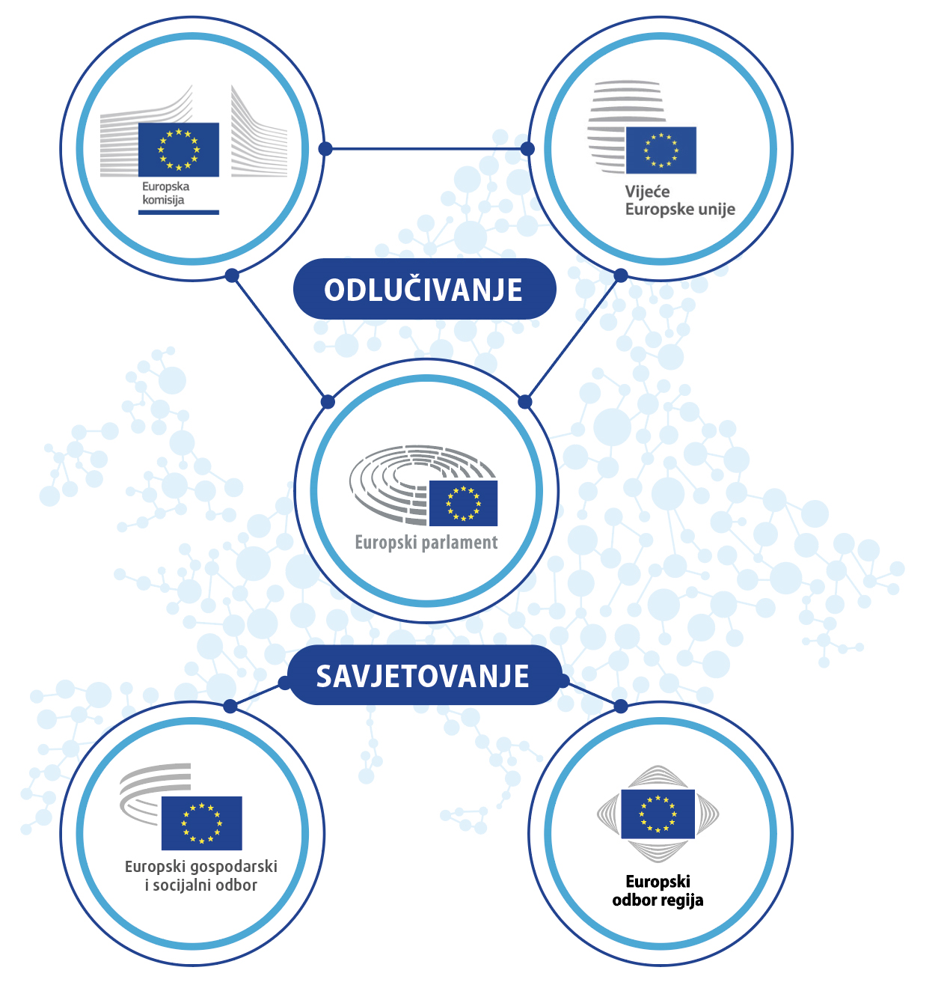 Europska
komisija
Vijeće
Europske unije
ODLUČIVANJE
Europski parlament
SAVJETOVANJE
Europski gospodarski
i socijalni odbor
Europski
odbor regija